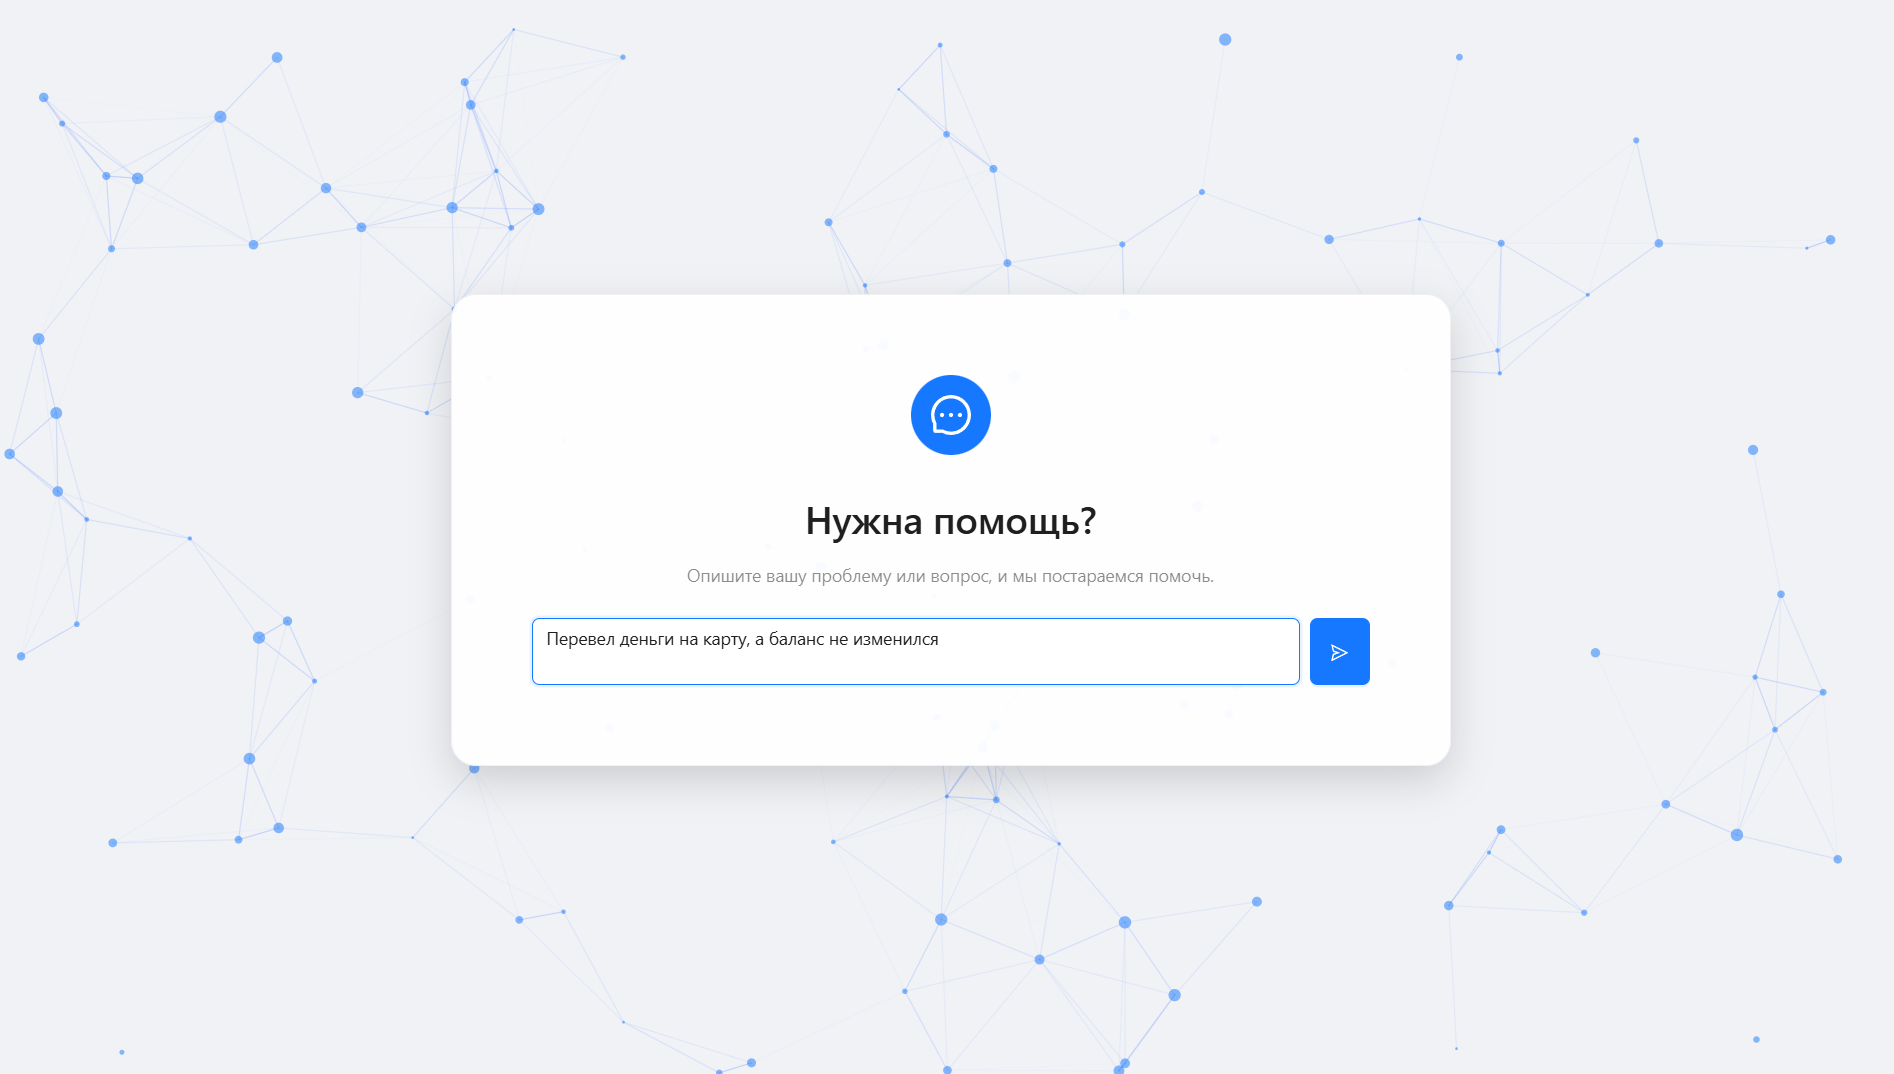 Нужна помощь?
Опишите вашу проблему или вопрос, и мы постараемся помочь.
Перевел деньги на карту, а баланс не изменился